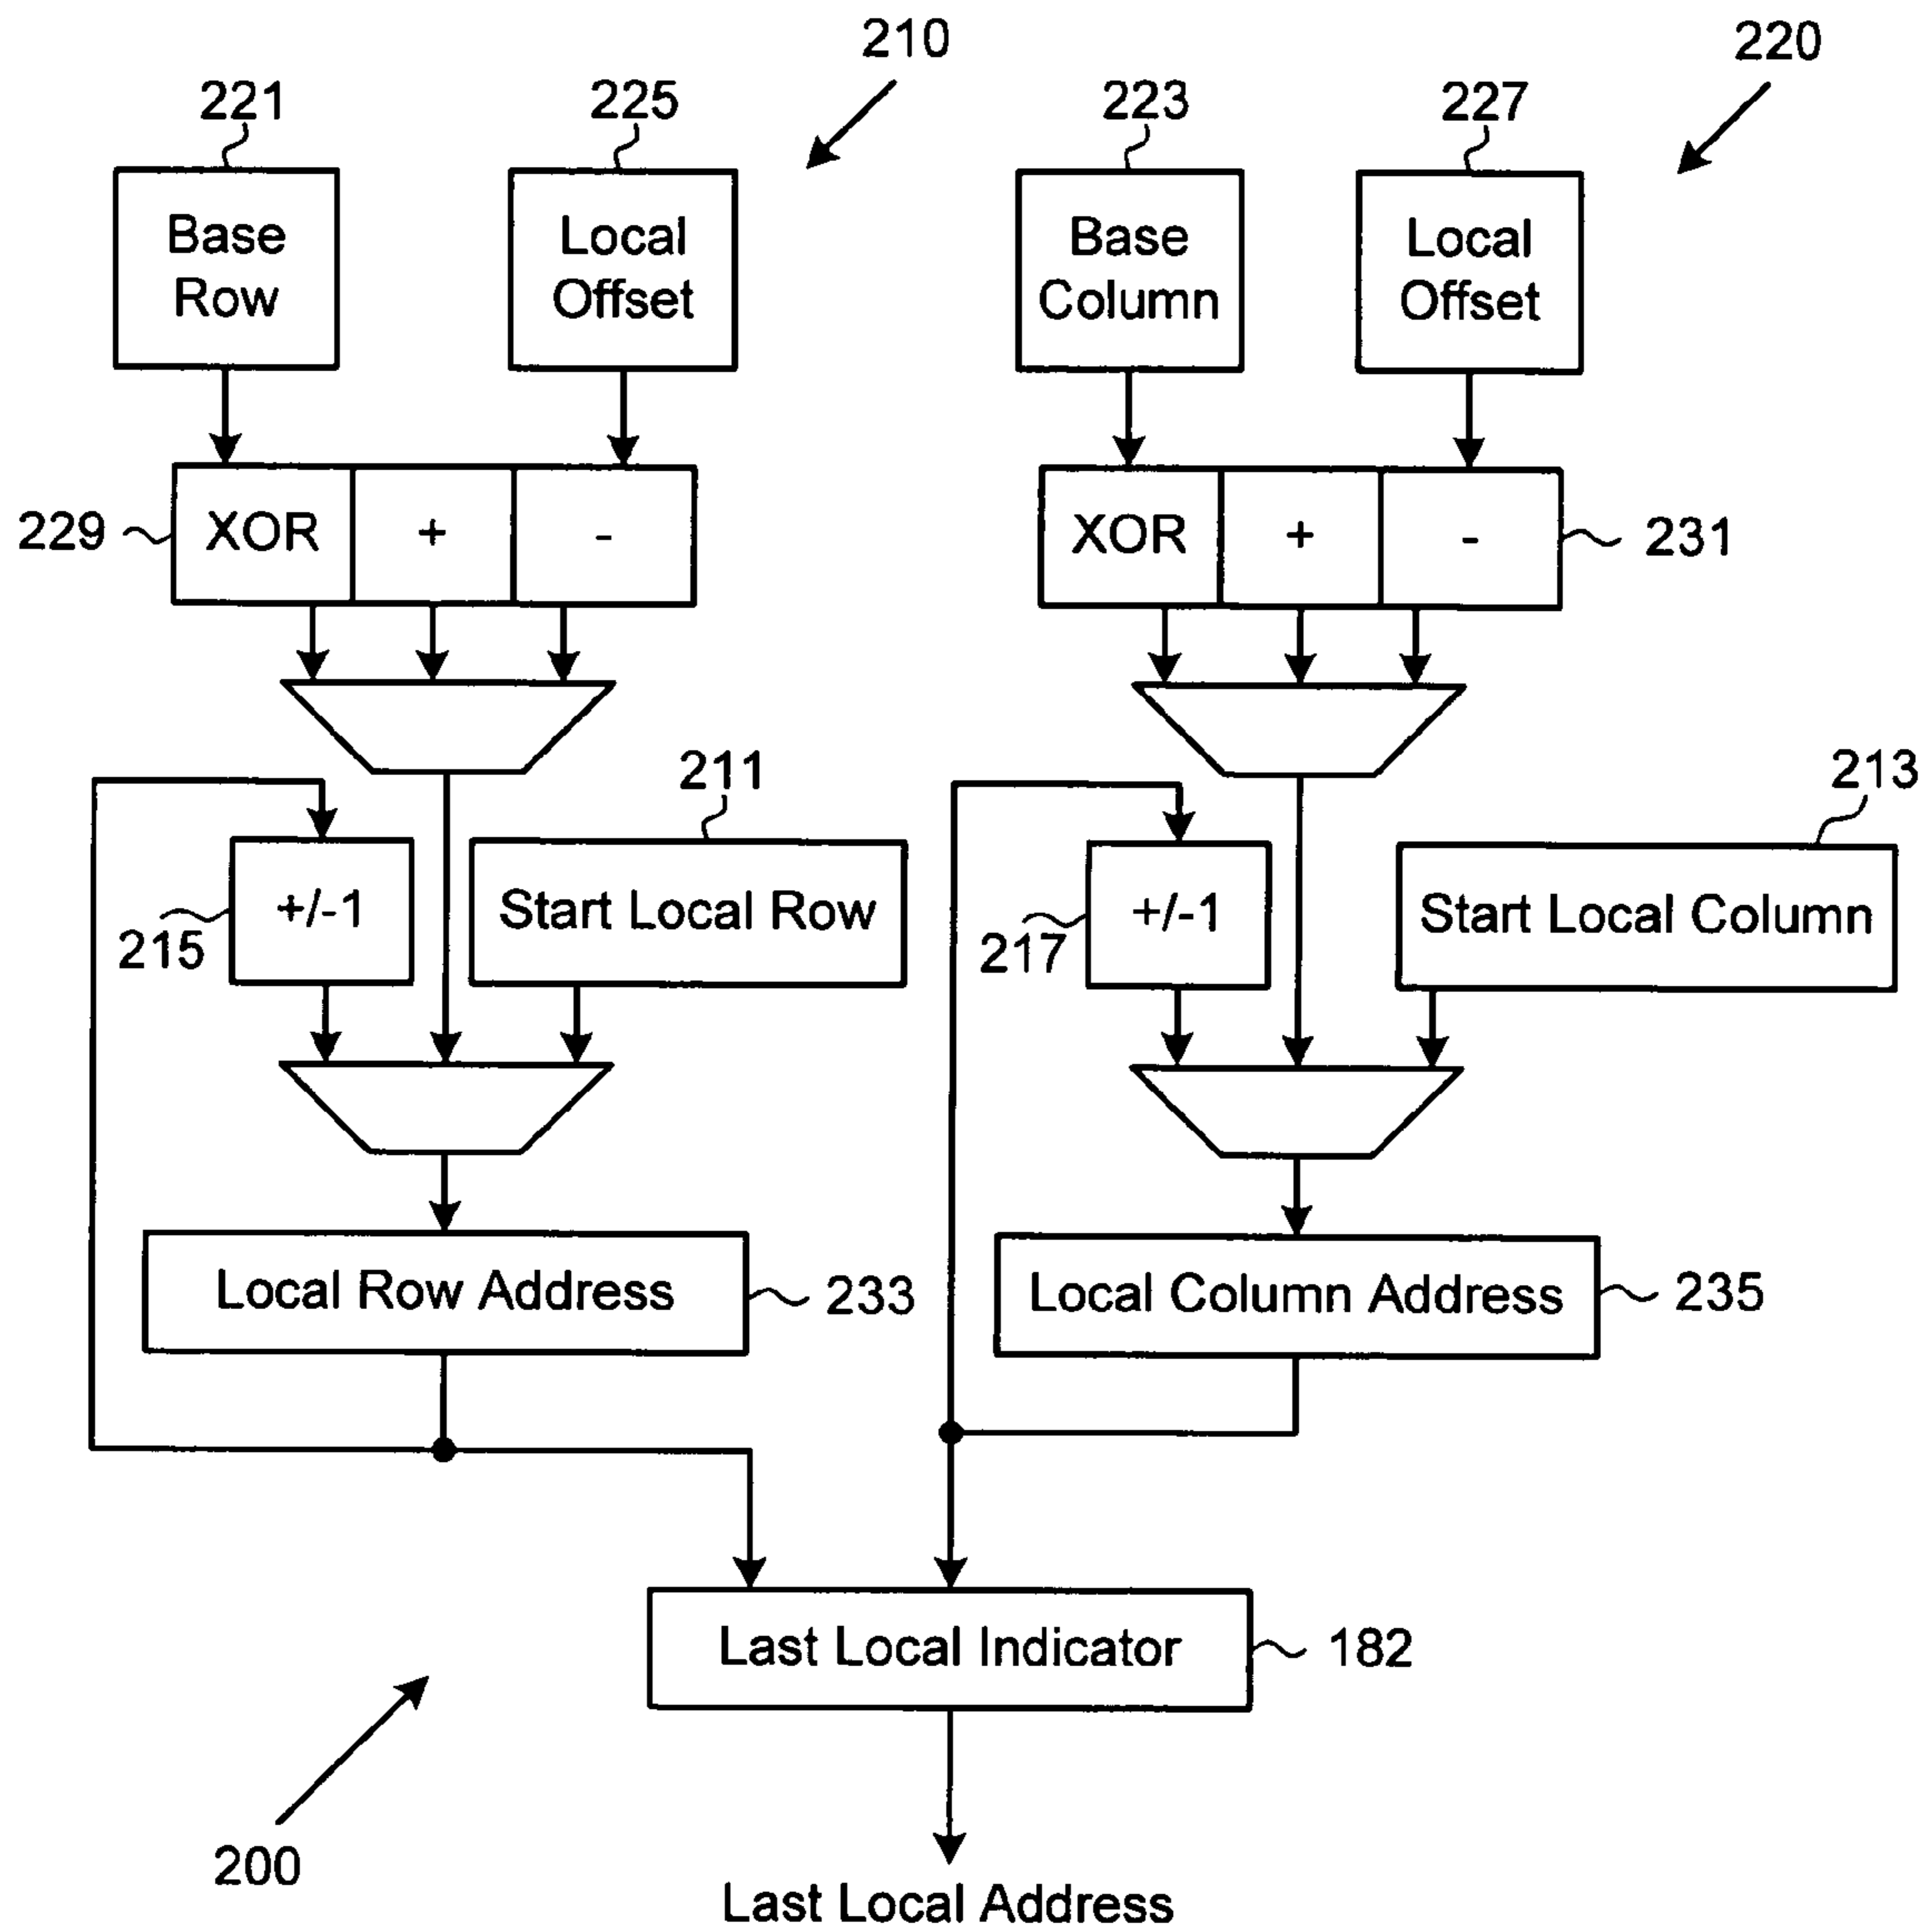 210
220
221
225
223
227
Base
Row
Local
Offset
Base
Column
Local
Offset
229
XOR
+
-
XOR
+
-
231
211
213
+/-1
Start Local Row
215
+/-1
Start Local Column
217
Local Row Address
233
Local Column Address
235
Last Local Indicator
182
200
Last Local Address